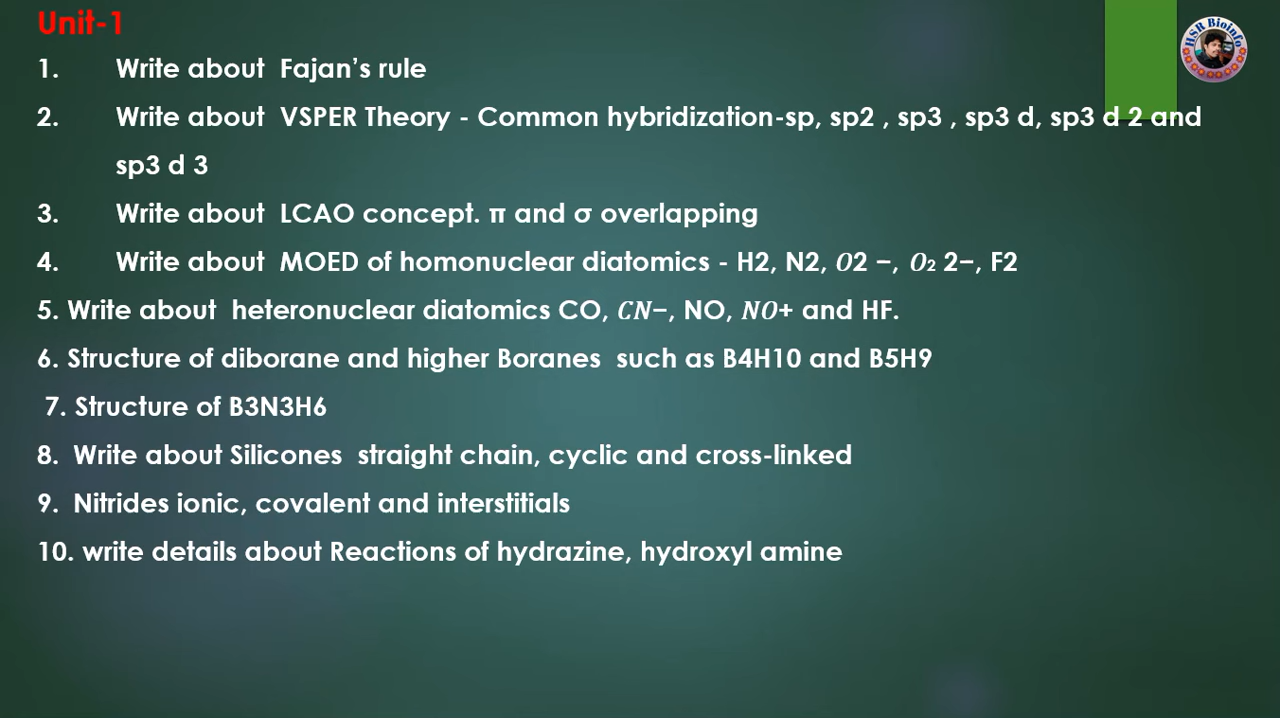 Unit-1
HSR Bioinfo
1. Write about Fajan’s rule
2. Write about VSPER Theory - Common hybridization-sp, sp2 , sp3 , sp3 d, sp3 d 2 and
sp3 d 3
3. Write about LCAO concept. π and σ overlapping
4. Write about MOED of homonuclear diatomics - H2, N2, 𝑂2 −, 𝑂₂ 2−, F2
5. Write about heteronuclear diatomics CO, 𝐶𝑁−, NO, 𝑁𝑂+ and HF.
6. Structure of diborane and higher Boranes such as B4H10 and B5H9
7. Structure of B3N3H6
8. Write about Silicones straight chain, cyclic and cross-linked
9. Nitrides ionic, covalent and interstitials
10. write details about Reactions of hydrazine, hydroxyl amine